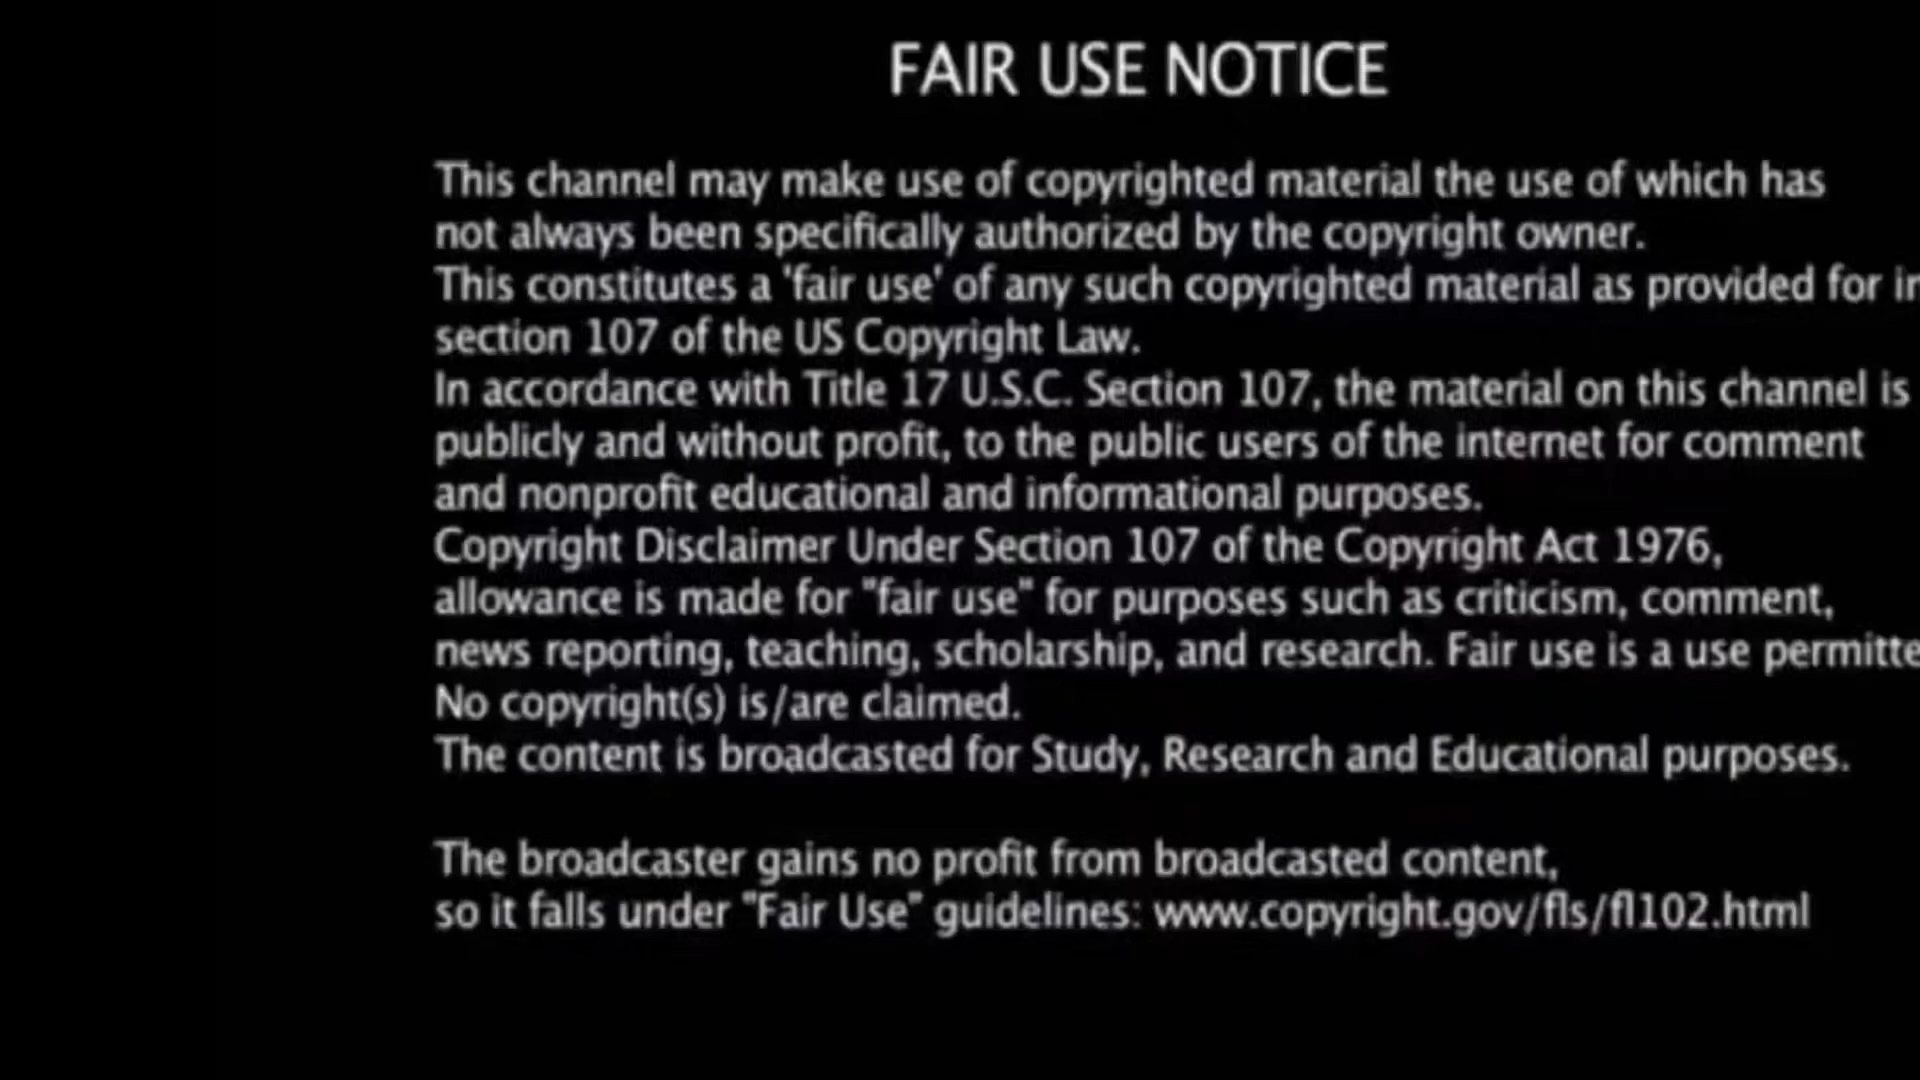 FAIR USE NOTICE
This channel may make use of copyrighted material the use of which has
not always been specifically authorized by the copyright owner.
This constitutes a 'fair use' of any such copyrighted material as provided for in
section 107 of the US Copyright Law.
In accordance with Title 17 U.S.C. Section 107, the material on this channel is
publicly and without profit, to the public users of the internet for comment
and nonprofit educational and informational purposes.
Copyright Disclaimer Under Section 107 of the Copyright Act 1976,
allowance is made for "fair use" for purposes such as criticism, comment,
news reporting, teaching, scholarship, and research. Fair use is a use permitte
No copyright(s) is/are claimed.
The content is broadcasted for Study, Research and Educational purposes.
The broadcaster gains no profit from broadcasted content,
so it falls under "Fair Use" guidelines: www.copyright.gov/fls/fl102.html